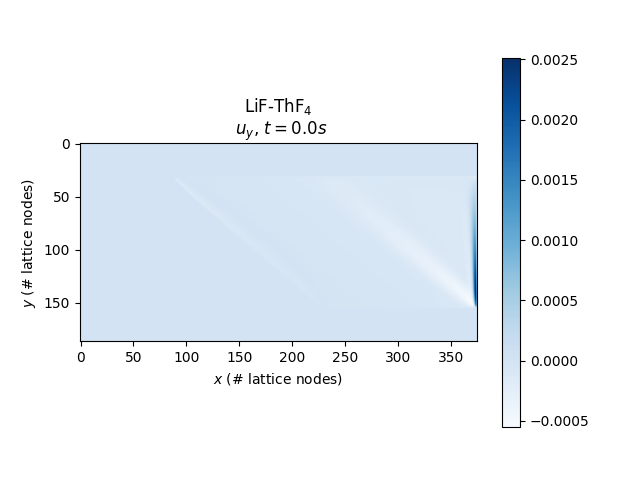 LiF-ThF₄
u_y, t = 0.0s
0
50
100
150
y (# lattice nodes)
0 50 100 150 200 250 300 350
x (# lattice nodes)
0.0025
0.0020
0.0015
0.0010
0.0005
0.0000
−0.0005